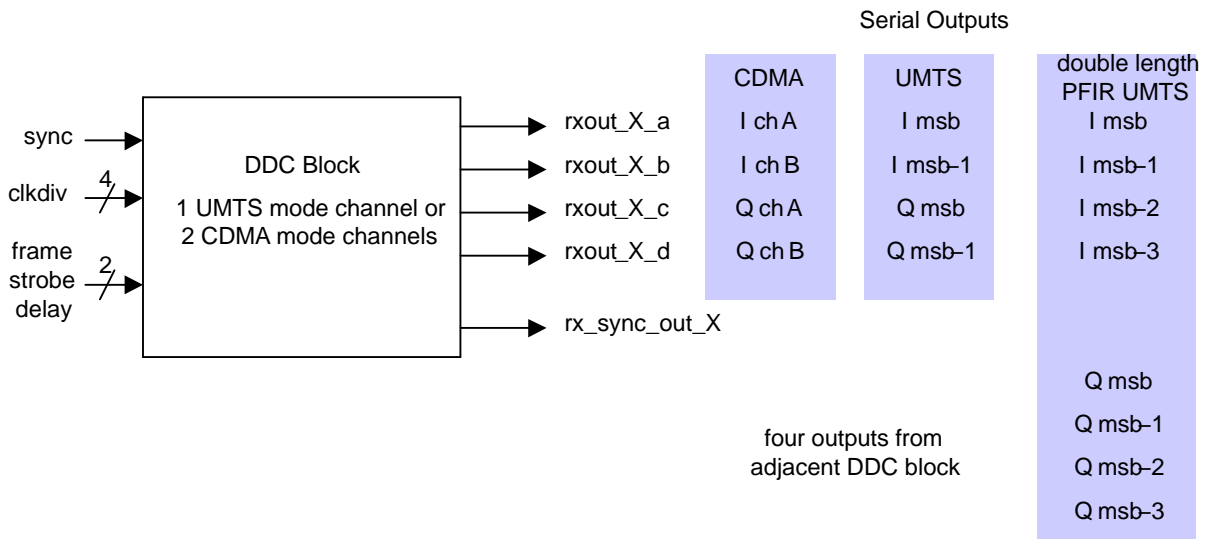 Serial Outputs
sync
clkdiv
4
frame
strobe
delay
2
DDC Block
1 UMTS mode channel or
2 CDMA mode channels
rxout_X_a
rxout_X_b
rxout_X_c
rxout_X_d
rx_sync_out_X
CDMA
I ch A
I ch B
Q ch A
Q ch B
UMTS
I msb
I msb–1
Q msb
Q msb–1
double length
PFIR UMTS
I msb
I msb–1
I msb–2
I msb–3
four outputs from
adjacent DDC block
Q msb
Q msb–1
Q msb–2
Q msb–3